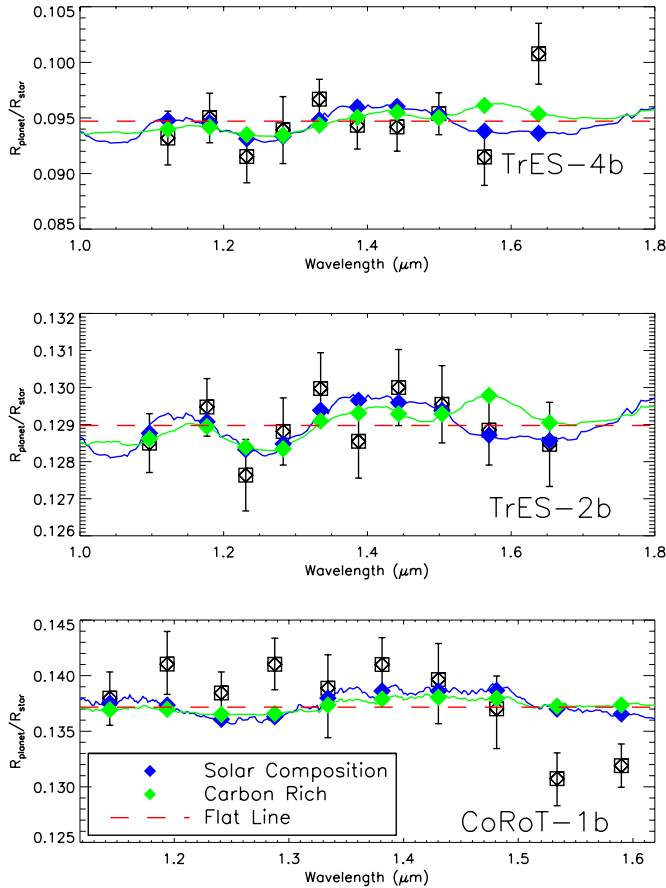 0.105
0.100
0.095
0.090
0.085
R_planet/R_star
TrES-4b
1.0 1.2 1.4 1.6 1.8
Wavelength (μm)
0.132
0.131
0.130
0.129
0.128
0.127
0.126
R_planet/R_star
TrES-2b
1.0 1.2 1.4 1.6 1.8
Wavelength (μm)
0.145
0.140
0.135
0.130
0.125
R_planet/R_star
Solar Composition
Carbon Rich
Flat Line
CoRoT-1b
1.2 1.3 1.4 1.5 1.6
Wavelength (μm)